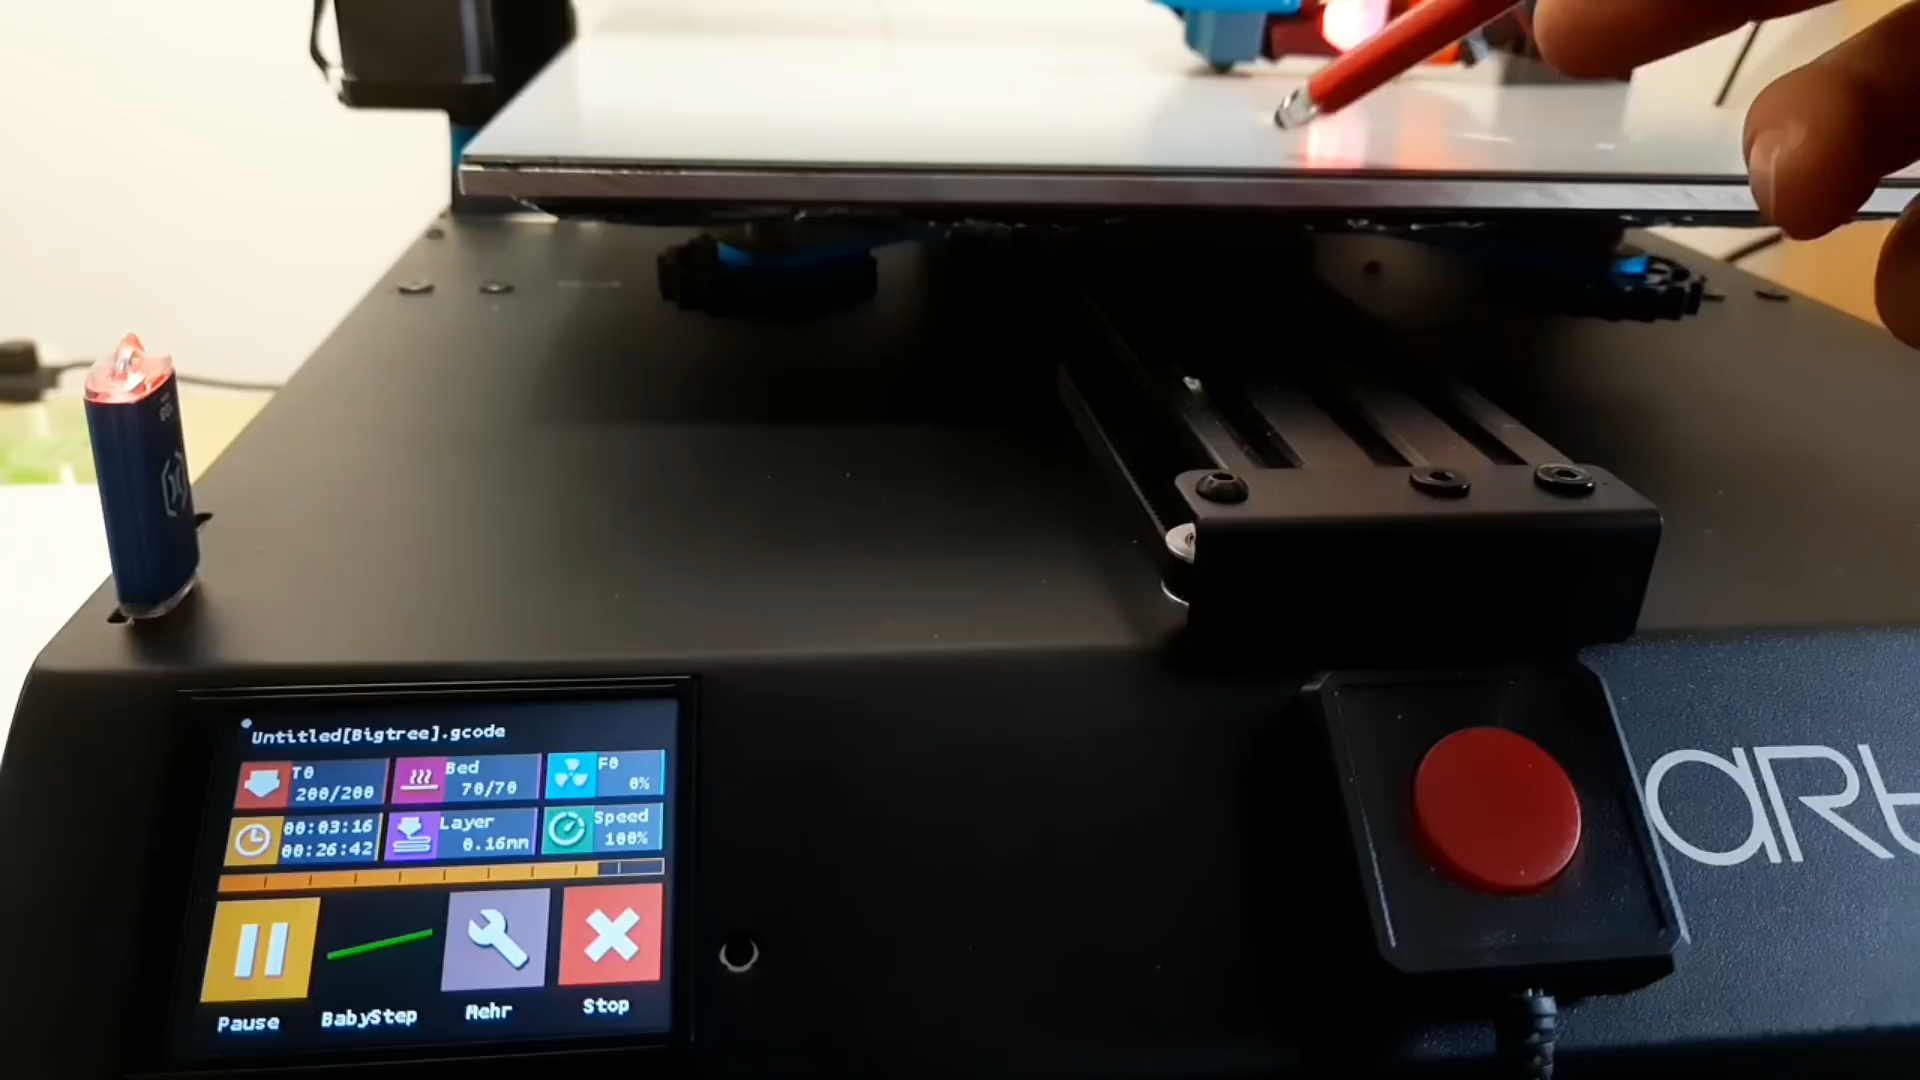 Untitled[Bigtree].gcode
T0
200/200
Bed
70/70
F0
0%
00:03:16
00:26:42
Layer
0.16mm
Speed
100%
Pause
BabyStep
Mehr
Stop